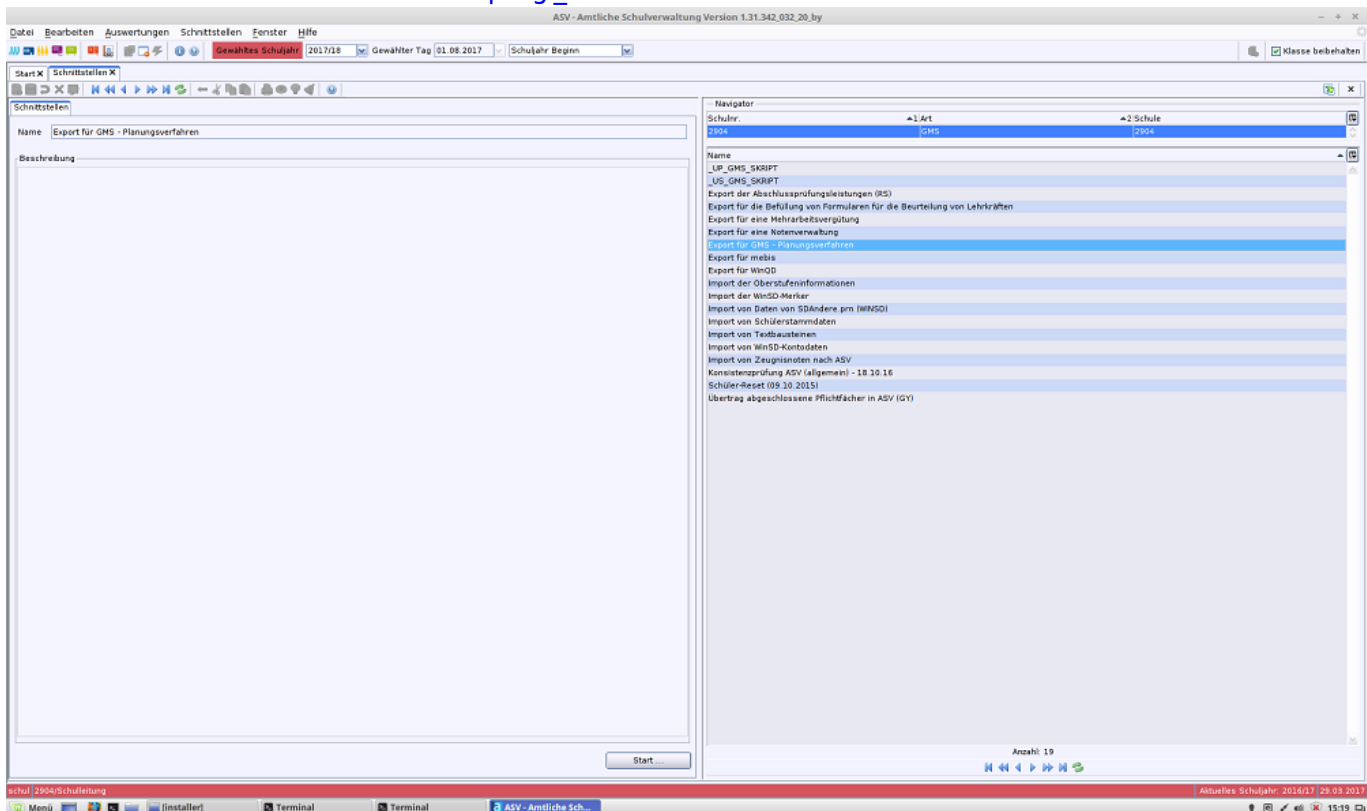 ASV - Amtliche Schulverwaltung Version 1.31.342_032_20_by
Datei Bearbeiten Auswertungen Schnittstellen Fenster Hilfe
Gewähltes Schuljahr 2017/18 Gewählter Tag 01.08.2017 Schuljahr Beginn Klasse beibehalten
Start X Schnittstellen X
Schnittstellen
Name Export für GMS - Planungsverfahren
Beschreibung
Start ...
Navigator
Schulnr. 1 Art 2 Schule
2904 GMS 2904
Name
_UP_GMS_SKRIPT
_US_GMS_SKRIPT
Export der Abschlussprüfungsleistungen (RS)
Export für die Befüllung von Formularen für die Beurteilung von Lehrkräften
Export für eine Mehrarbeitsvergütung
Export für eine Notenverwaltung
Export für GMS - Planungsverfahren
Export für mebis
Export für WinQD
Import der Oberstufeninformationen
Import der WinSD-Merker
Import von Daten von SDAndere.prn (WINSD)
Import von Schülerstammdaten
Import von Textbausteinen
Import von WinSD-Kontodaten
Import von Zeugnisnoten nach ASV
Konsistenzprüfung ASV (allgemein) - 18.10.16
Schüler-Reset (09.10.2015)
Übertrag abgeschlossene Pflichtfächer in ASV (GY)
Anzahl: 19
schul 2904/Schulleitung Aktuelles Schuljahr: 2016/17 29.03.2017
Menü [installer] Terminal Terminal ASV - Amtliche Sch... 15:19